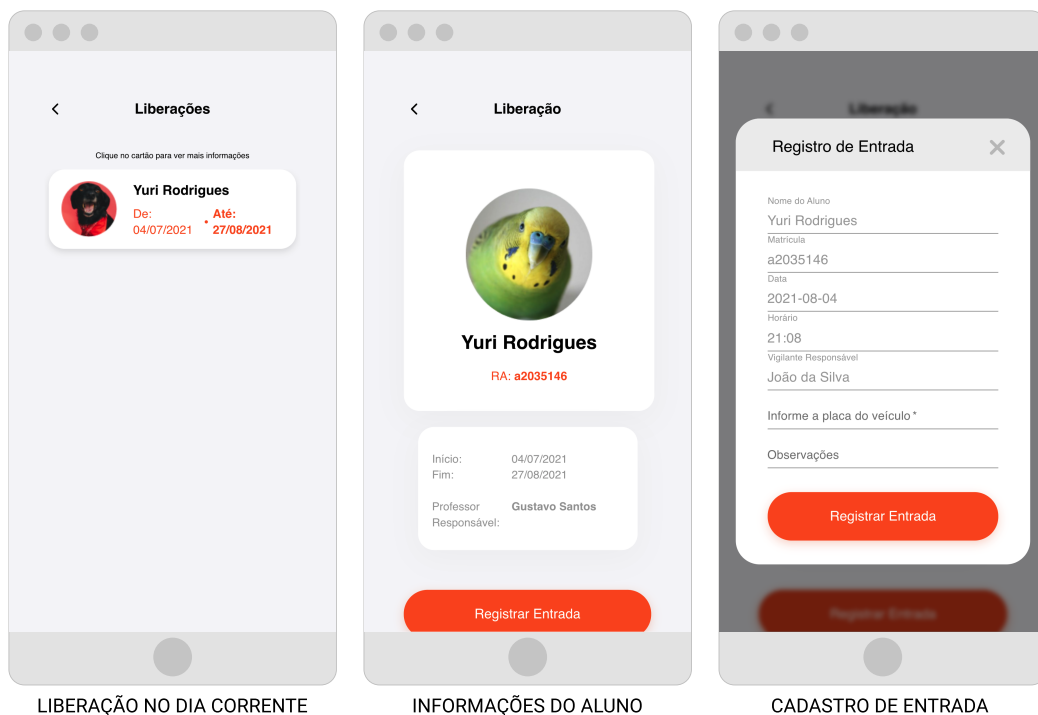 Liberações
Clique no cartão para ver mais informações
Yuri Rodrigues
De: Até:
04/07/2021 • 27/08/2021
LIBERAÇÃO NO DIA CORRENTE
Liberação
Yuri Rodrigues
RA: a2035146
Início: 04/07/2021
Fim: 27/08/2021
Professor Gustavo Santos
Responsável:
Registrar Entrada
INFORMAÇÕES DO ALUNO
Liberação
Registro de Entrada
Nome do Aluno
Yuri Rodrigues
Matrícula
a2035146
Data
2021-08-04
Horário
21:08
Vigilante Responsável
João da Silva
Informe a placa do veículo*
Observações
Registrar Entrada
Registrar Entrada
CADASTRO DE ENTRADA